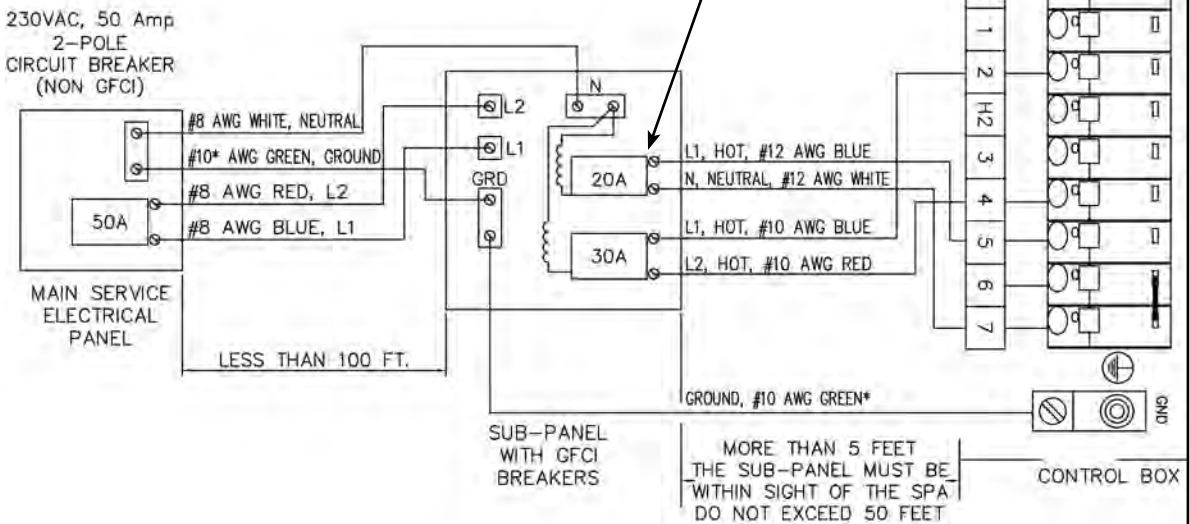 230VAC, 50 Amp
2-POLE
CIRCUIT BREAKER
(NON GFCI)
#8 AWG WHITE, NEUTRAL
#10* AWG GREEN, GROUND
#8 AWG RED, L2
#8 AWG BLUE, L1
50A
MAIN SERVICE
ELECTRICAL
PANEL
LESS THAN 100 FT.
N
L2
L1
GRD
20A
30A
SUB-PANEL
WITH GFCI
BREAKERS
L1, HOT, #12 AWG BLUE
N, NEUTRAL, #12 AWG WHITE
L1, HOT, #10 AWG BLUE
L2, HOT, #10 AWG RED
GROUND, #10 AWG GREEN*
MORE THAN 5 FEET
THE SUB-PANEL MUST BE
WITHIN SIGHT OF THE SPA
DO NOT EXCEED 50 FEET
1
2
H2
3
4
5
6
7
GND
CONTROL BOX